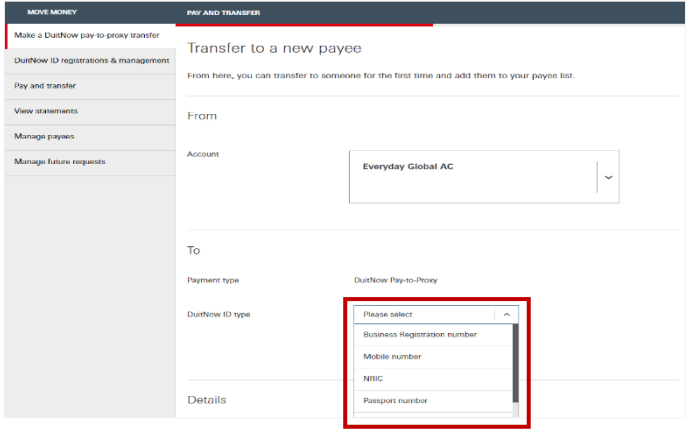 MOVE MONEY
Make a DuitNow pay-to-proxy transfer
DuitNow ID registrations & management
Pay and transfer
View statements
Manage payees
Manage future requests
PAY AND TRANSFER
Transfer to a new payee
From here, you can transfer to someone for the first time and add them to your payee list.
From
Account
Everyday Global AC
To
Payment type
DuitNow Pay-to-Proxy
DuitNow ID type
Please select
Business Registration number
Mobile number
NRIC
Passport number
Details